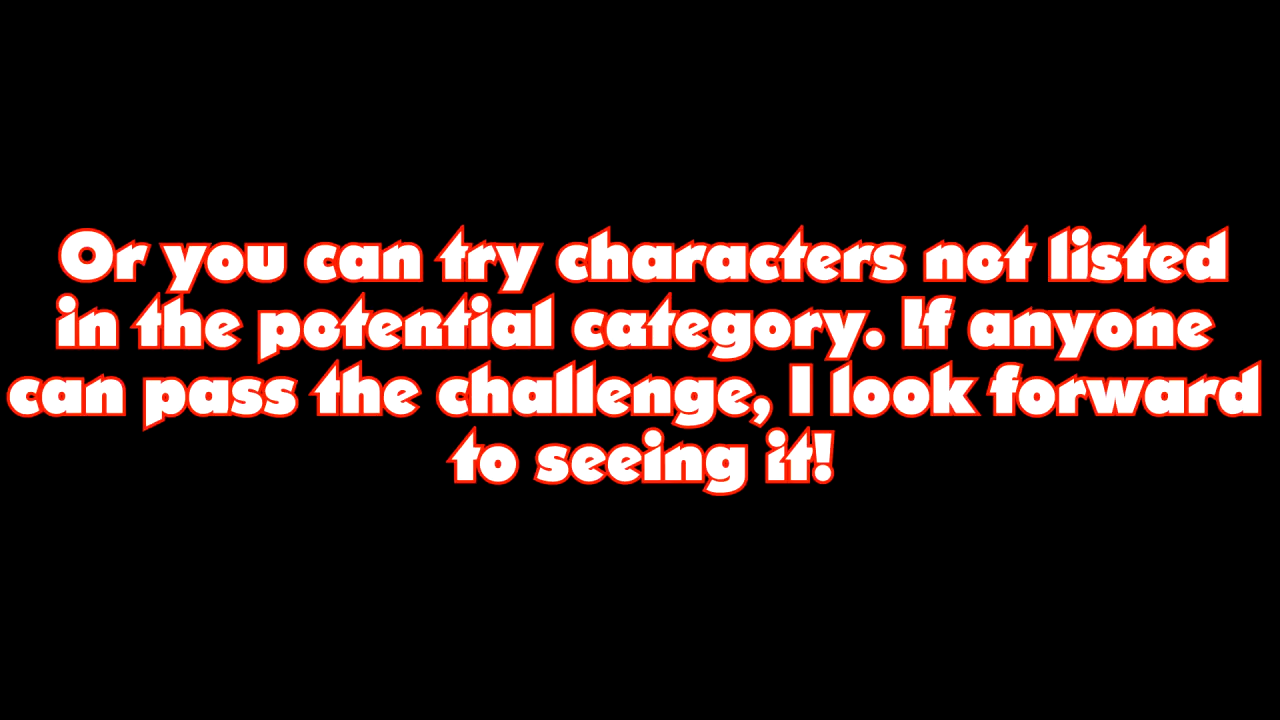 Or you can try characters not listed
in the potential category. If anyone
can pass the challenge, I look forward
to seeing it!